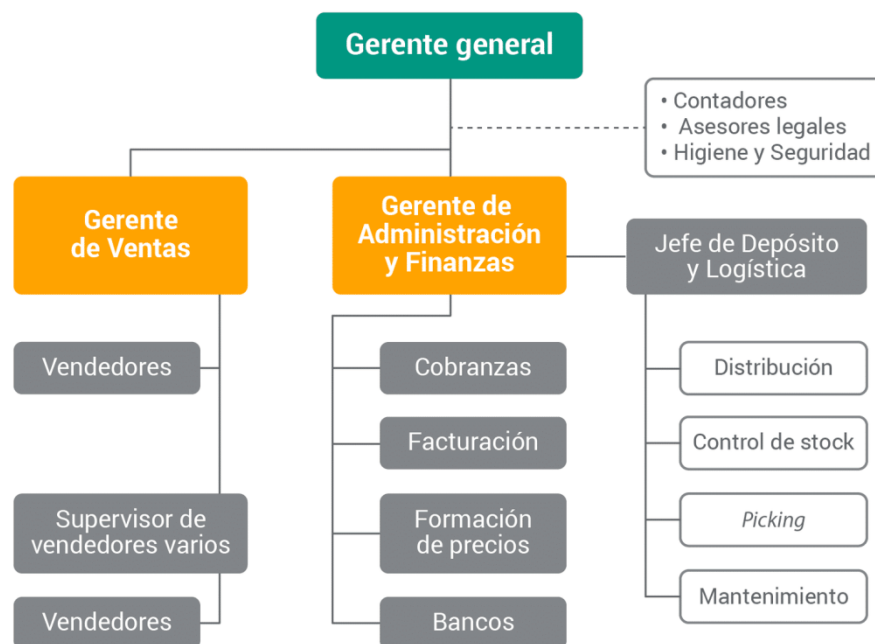 Gerente general
• Contadores
• Asesores legales
• Higiene y Seguridad
Gerente
de Ventas
Gerente de
Administración
y Finanzas
Jefe de Depósito
y Logística
Vendedores
Cobranzas
Distribución
Facturación
Control de stock
Supervisor de
vendedores varios
Formación
de precios
Picking
Vendedores
Bancos
Mantenimiento